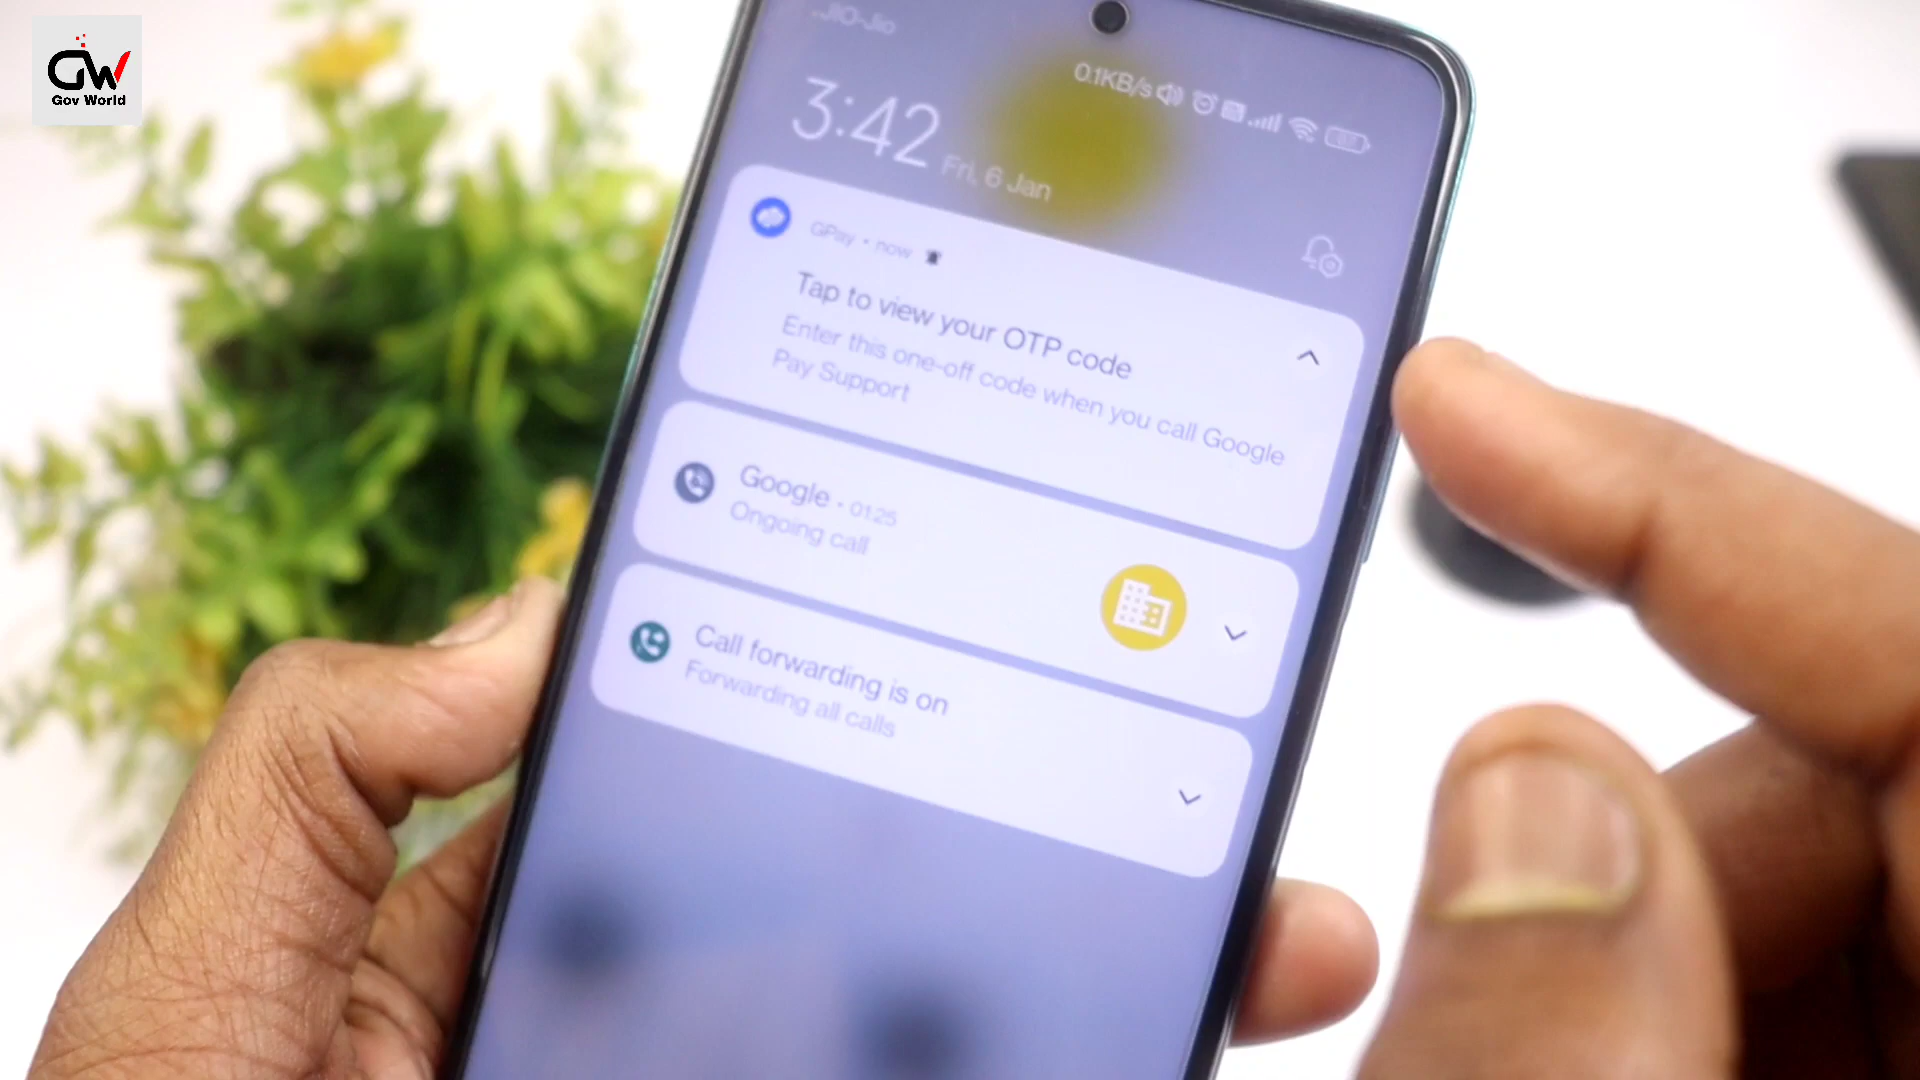 GW
Gov World
JIO-Jio
0.1KB/s
3:42 Fri, 6 Jan
GPay • now
Tap to view your OTP code
Enter this one-off code when you call Google
Pay Support
Google • 01:25
Ongoing call
Call forwarding is on
Forwarding all calls